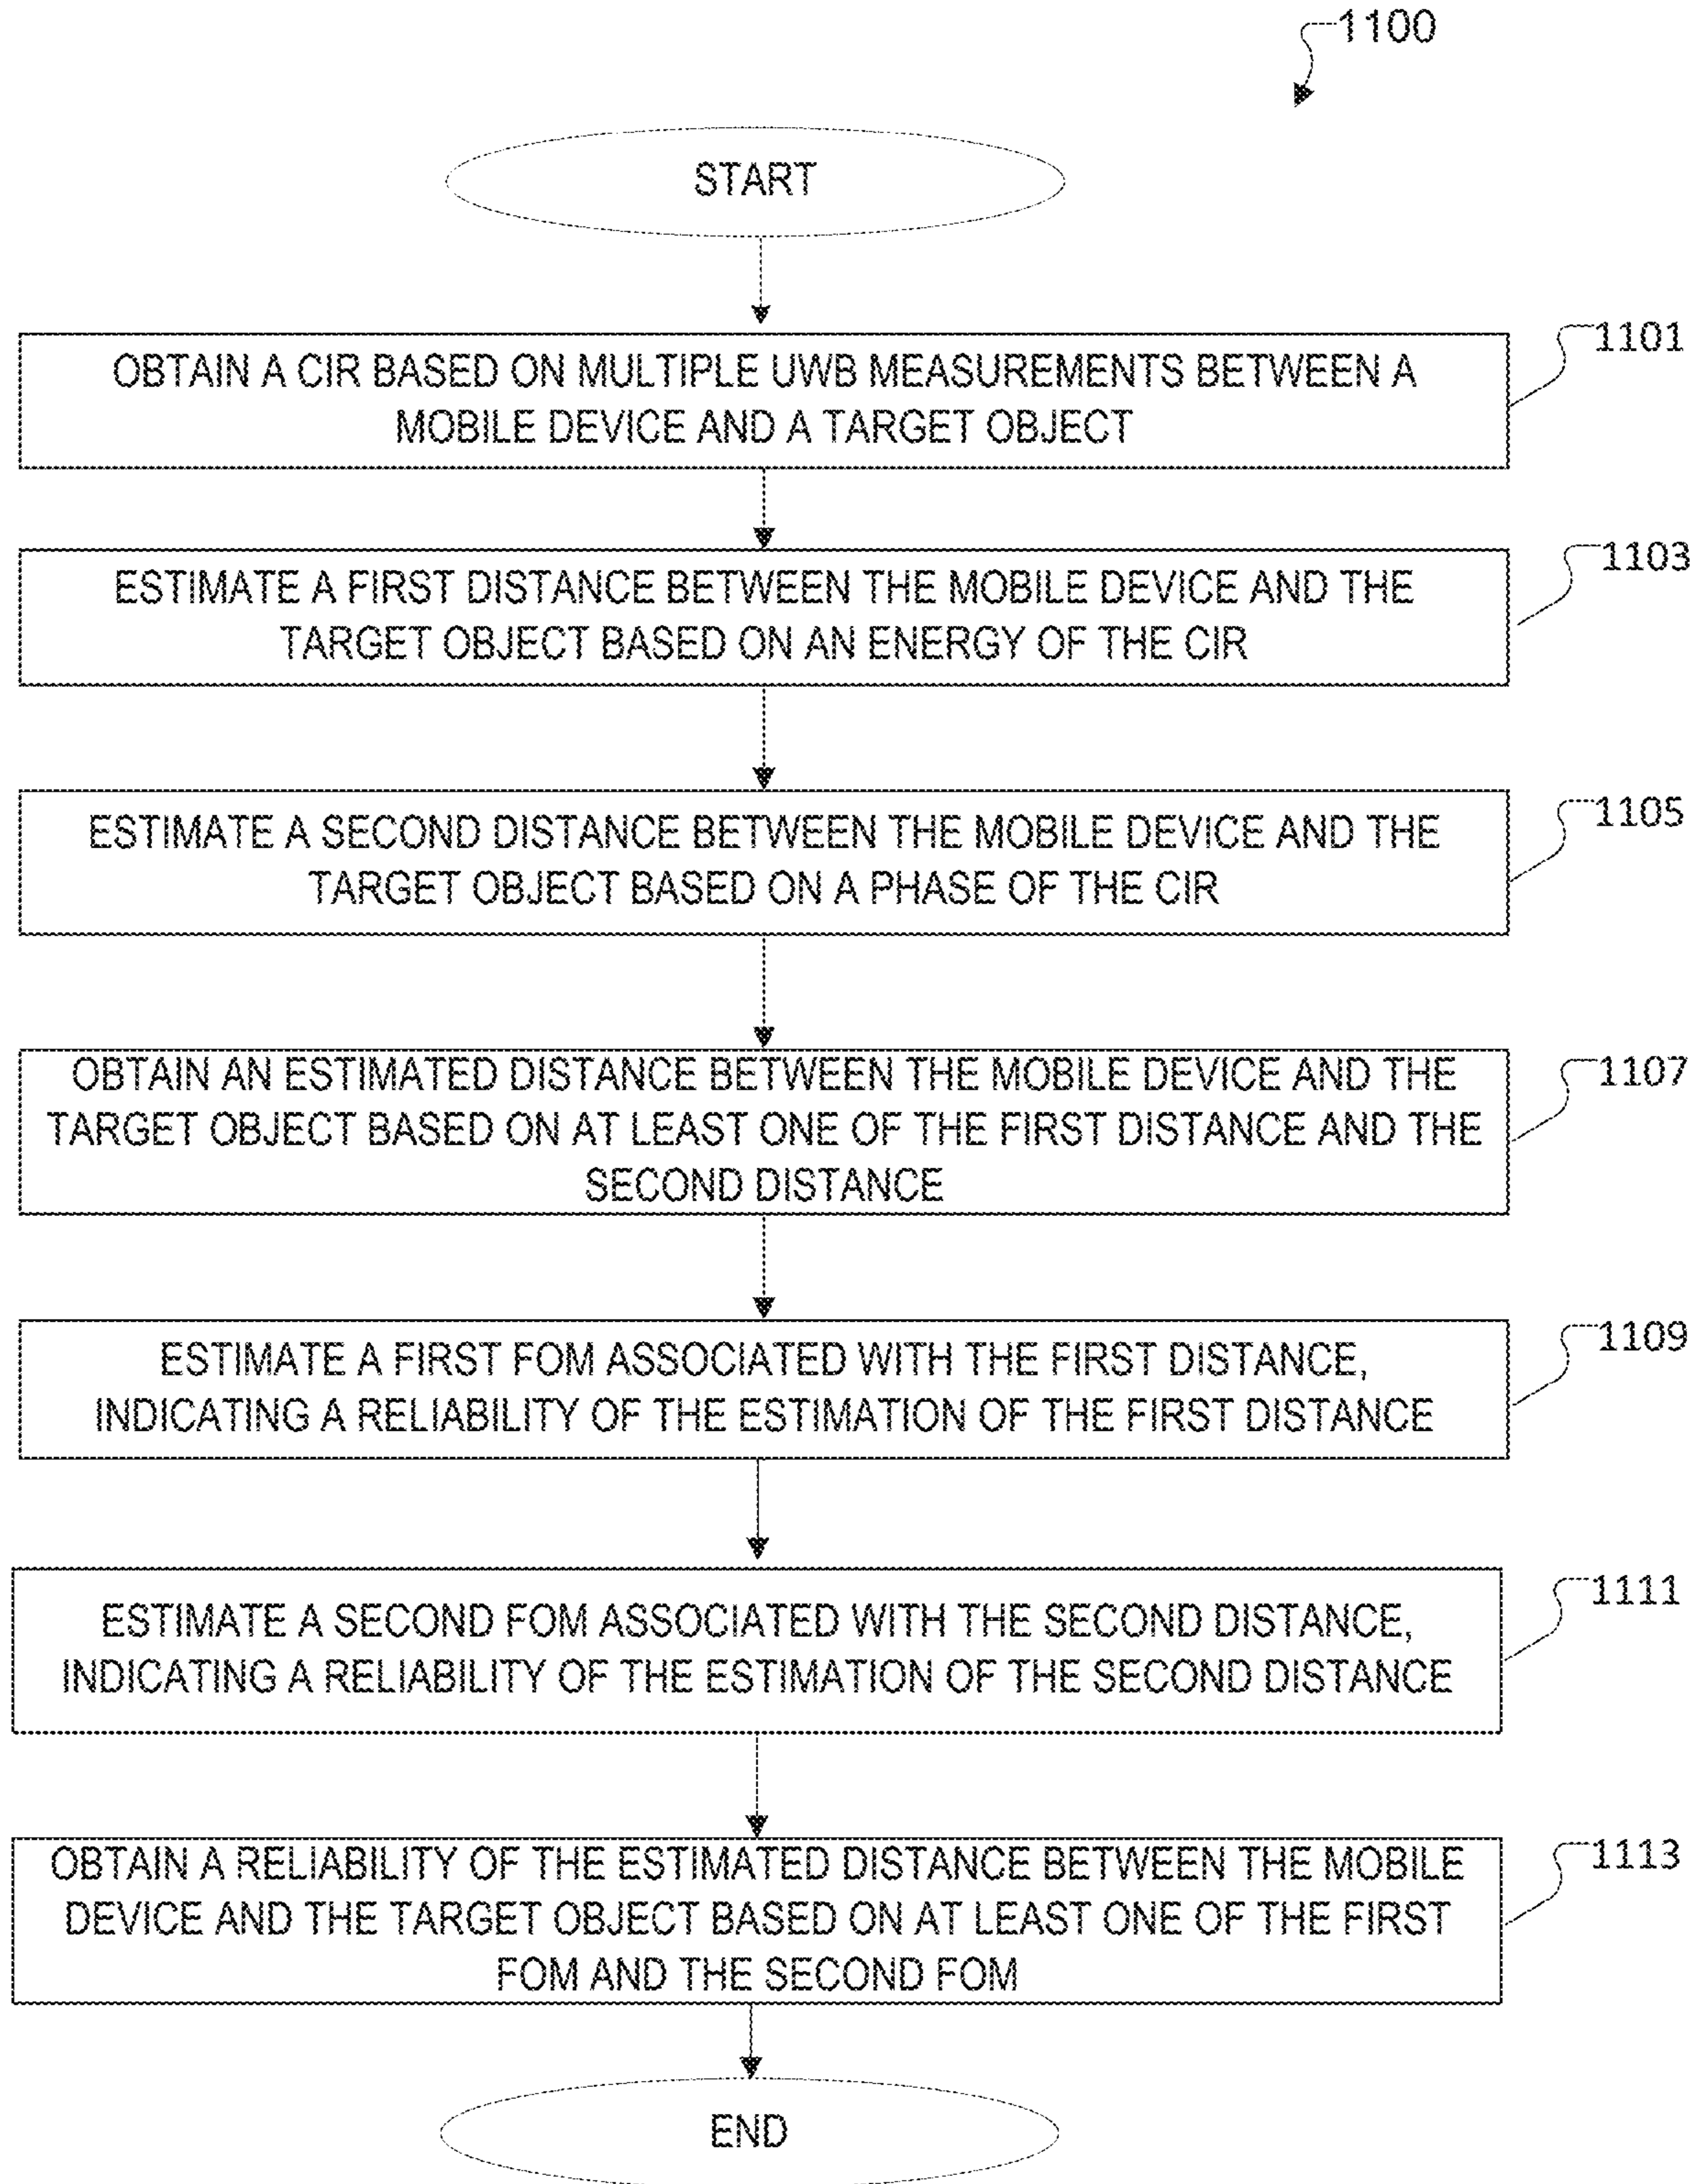 1100
START
OBTAIN A CIR BASED ON MULTIPLE UWB MEASUREMENTS BETWEEN A
MOBILE DEVICE AND A TARGET OBJECT
1101
ESTIMATE A FIRST DISTANCE BETWEEN THE MOBILE DEVICE AND THE
TARGET OBJECT BASED ON AN ENERGY OF THE CIR
1103
ESTIMATE A SECOND DISTANCE BETWEEN THE MOBILE DEVICE AND THE
TARGET OBJECT BASED ON A PHASE OF THE CIR
1105
OBTAIN AN ESTIMATED DISTANCE BETWEEN THE MOBILE DEVICE AND THE
TARGET OBJECT BASED ON AT LEAST ONE OF THE FIRST DISTANCE AND THE
SECOND DISTANCE
1107
ESTIMATE A FIRST FOM ASSOCIATED WITH THE FIRST DISTANCE,
INDICATING A RELIABILITY OF THE ESTIMATION OF THE FIRST DISTANCE
1109
ESTIMATE A SECOND FOM ASSOCIATED WITH THE SECOND DISTANCE,
INDICATING A RELIABILITY OF THE ESTIMATION OF THE SECOND DISTANCE
1111
OBTAIN A RELIABILITY OF THE ESTIMATED DISTANCE BETWEEN THE MOBILE
DEVICE AND THE TARGET OBJECT BASED ON AT LEAST ONE OF THE FIRST
FOM AND THE SECOND FOM
1113
END